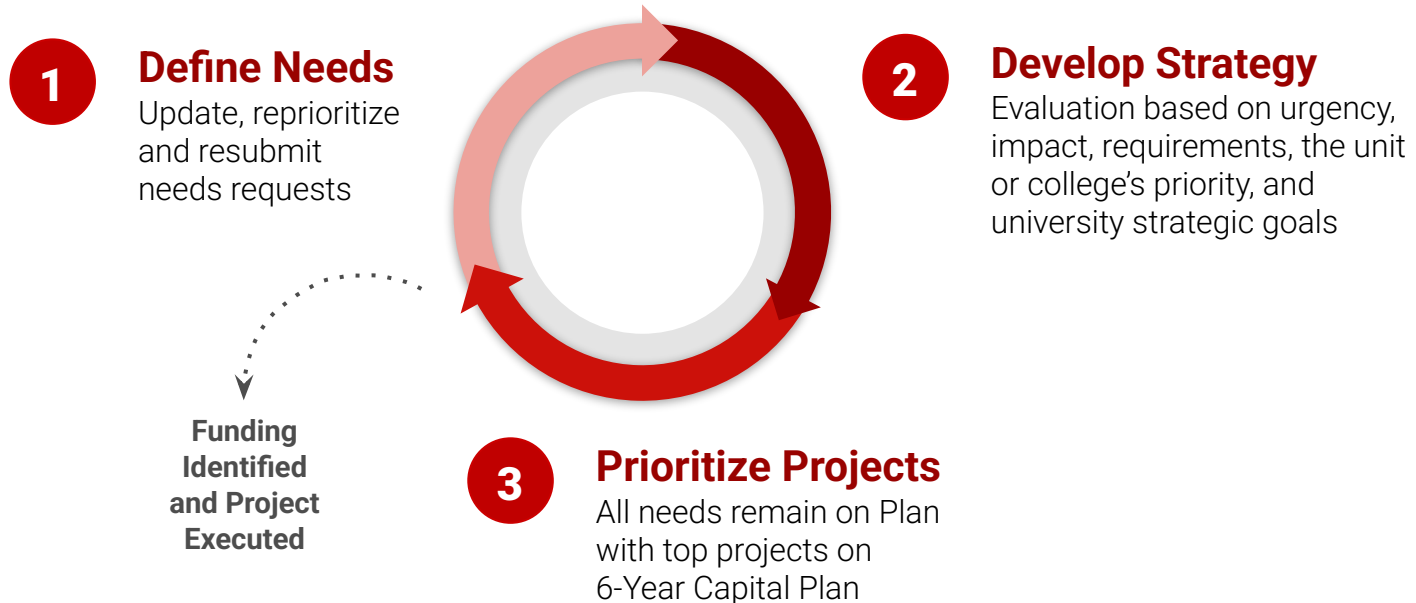 1
Define Needs
Update, reprioritize
and resubmit
needs requests
2
Develop Strategy
Evaluation based on urgency,
impact, requirements, the unit
or college’s priority, and
university strategic goals
3
Prioritize Projects
All needs remain on Plan
with top projects on
6-Year Capital Plan
Funding
Identified
and Project
Executed